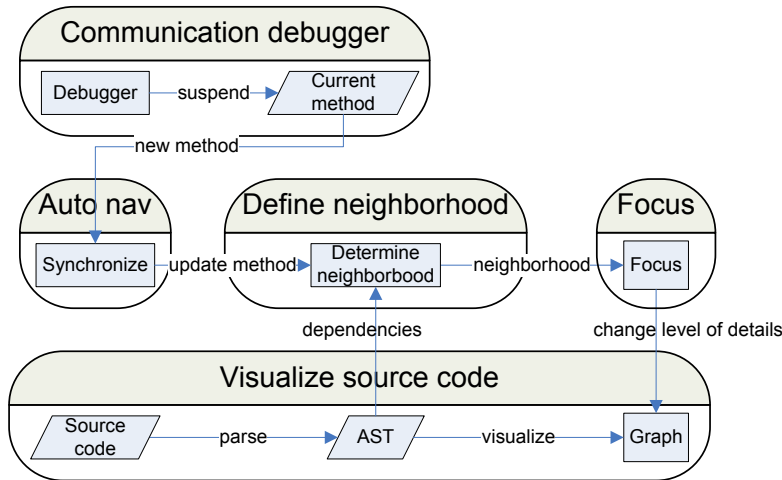 Communication debugger
Debugger
suspend
Current
method
new method
Auto nav
Define neighborhood
Focus
Synchronize
update method
Determine
neighborbood
neighborhood
Focus
dependencies
change level of details
Visualize source code
Source
code
parse
AST
visualize
Graph